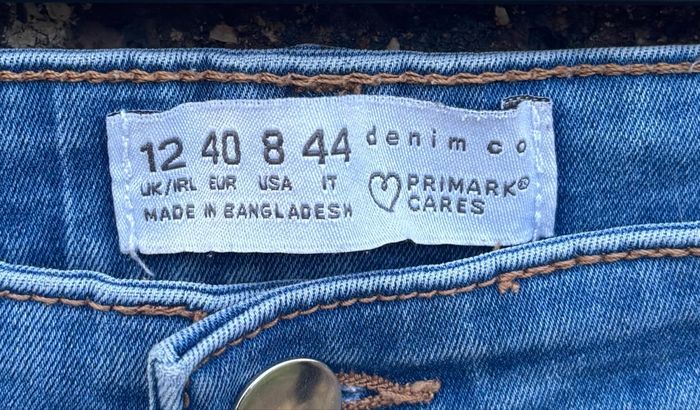 12 40 8 44 denim co
UK/IRL EUR USA IT
MADE IN BANGLADESH
PRIMARK®
CARES